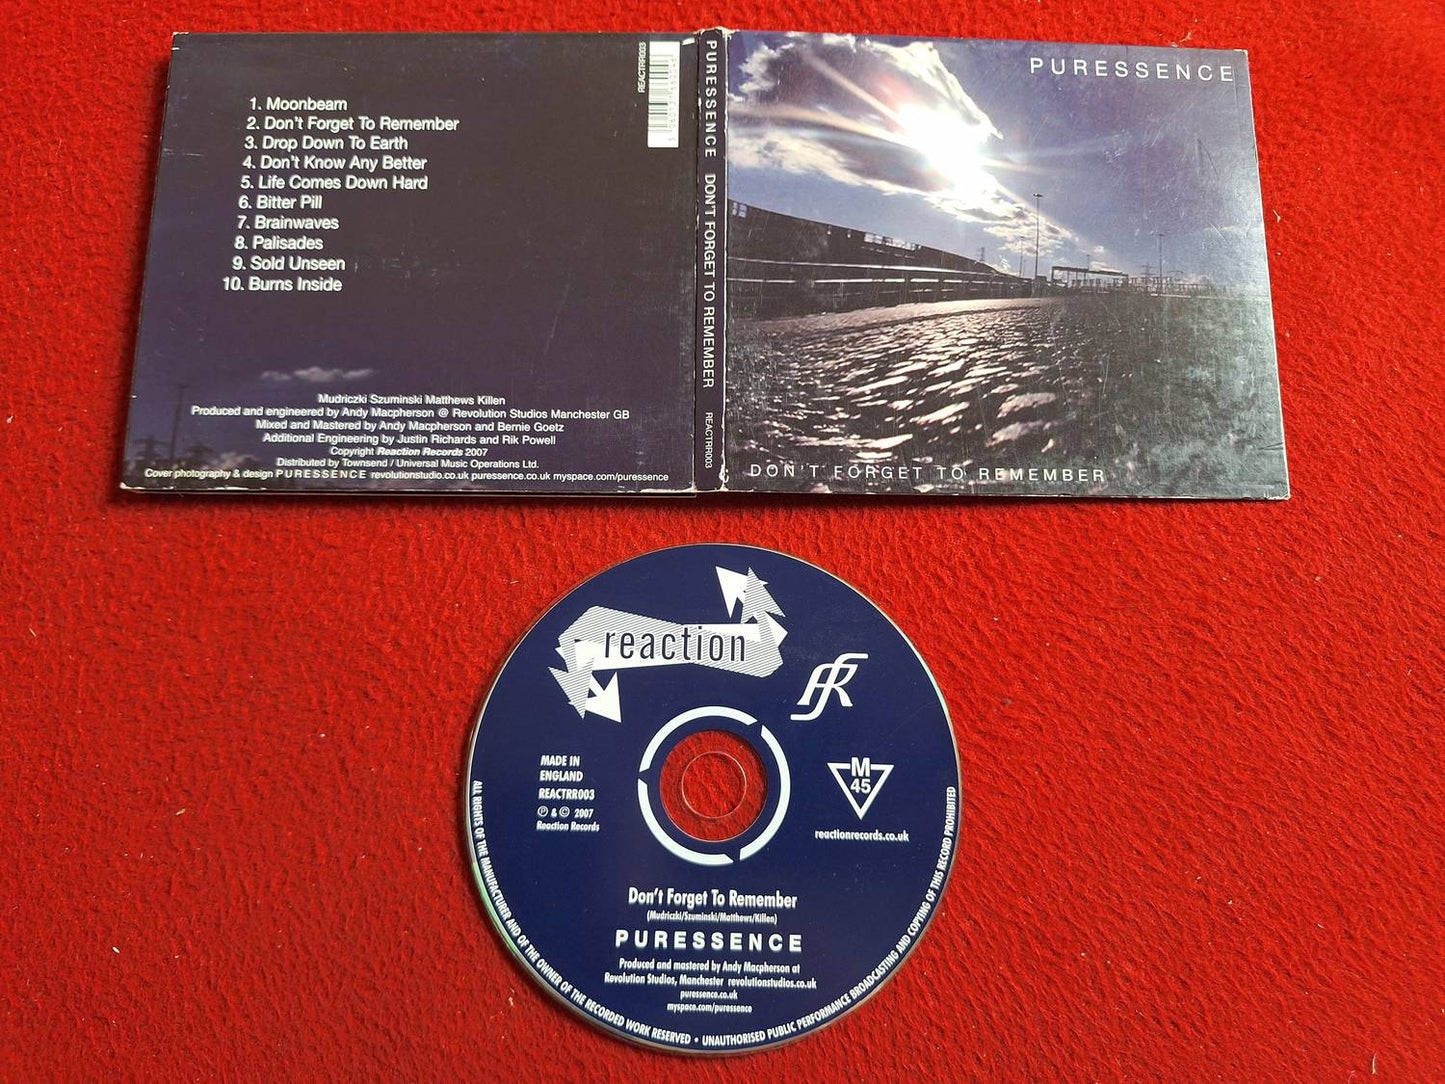 1. Moonbeam
2. Don't Forget To Remember
3. Drop Down To Earth
4. Don't Know Any Better
5. Life Comes Down Hard
6. Bitter Pill
7. Brainwaves
8. Palisades
9. Sold Unseen
10. Burns Inside
REACTRR003
Mudriczki Szuminski Matthews Killen
Produced and engineered by Andy Macpherson @ Revolution Studios Manchester GB
Mixed and Mastered by Andy Macpherson and Bernie Goetz
Additional Engineering by Justin Richards and Rik Powell
Copyright Reaction Records 2007
Distributed by Townsend / Universal Music Operations Ltd.
Cover photography & design PURESSENCE revolutionstudio.co.uk puressence.co.uk myspace.com/puressence
PURESSENCE DON'T FORGET TO REMEMBER REACTRR003
PURESSENCE
DON'T FORGET TO REMEMBER
reaction
R
MADE IN
ENGLAND
REACTRR003
℗ & © 2007
Reaction Records
M
45
reactionrecords.co.uk
Don't Forget To Remember
(Mudriczki/Szuminski/Matthews/Killen)
PURESSENCE
Produced and mastered by Andy Macpherson at
Revolution Studios, Manchester revolutionstudios.co.uk
puressence.co.uk
myspace.com/puressence
ALL RIGHTS OF THE MANUFACTURER AND OF THE OWNER OF THE RECORDED WORK RESERVED • UNAUTHORISED PUBLIC PERFORMANCE BROADCASTING AND COPYING OF THIS RECORD PROHIBITED